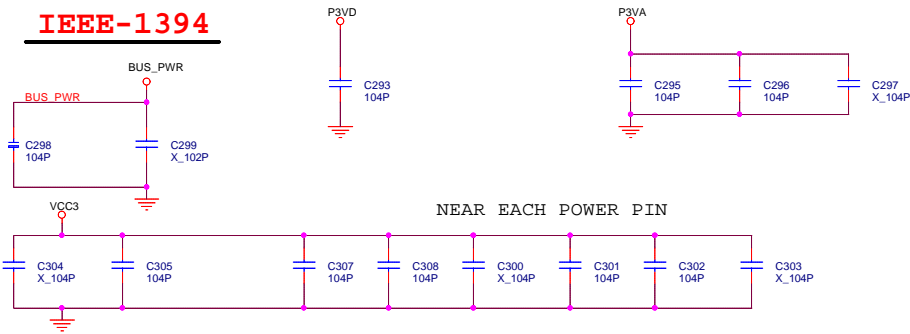 IEEE-1394
P3VD
P3VA
BUS_PWR
C293
104P
C295
104P
C296
104P
C297
X_104P
BUS_PWR
C298
104P
C299
X_102P
VCC3
NEAR EACH POWER PIN
C304
X_104P
C305
104P
C307
104P
C308
104P
C300
X_104P
C301
104P
C302
104P
C303
X_104P